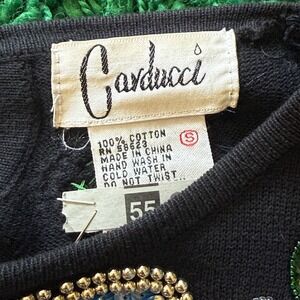 Carducci
100% COTTON
RN 58623
MADE IN CHINA
HAND WASH IN
COLD WATER
DO NOT TWIST..
S
55